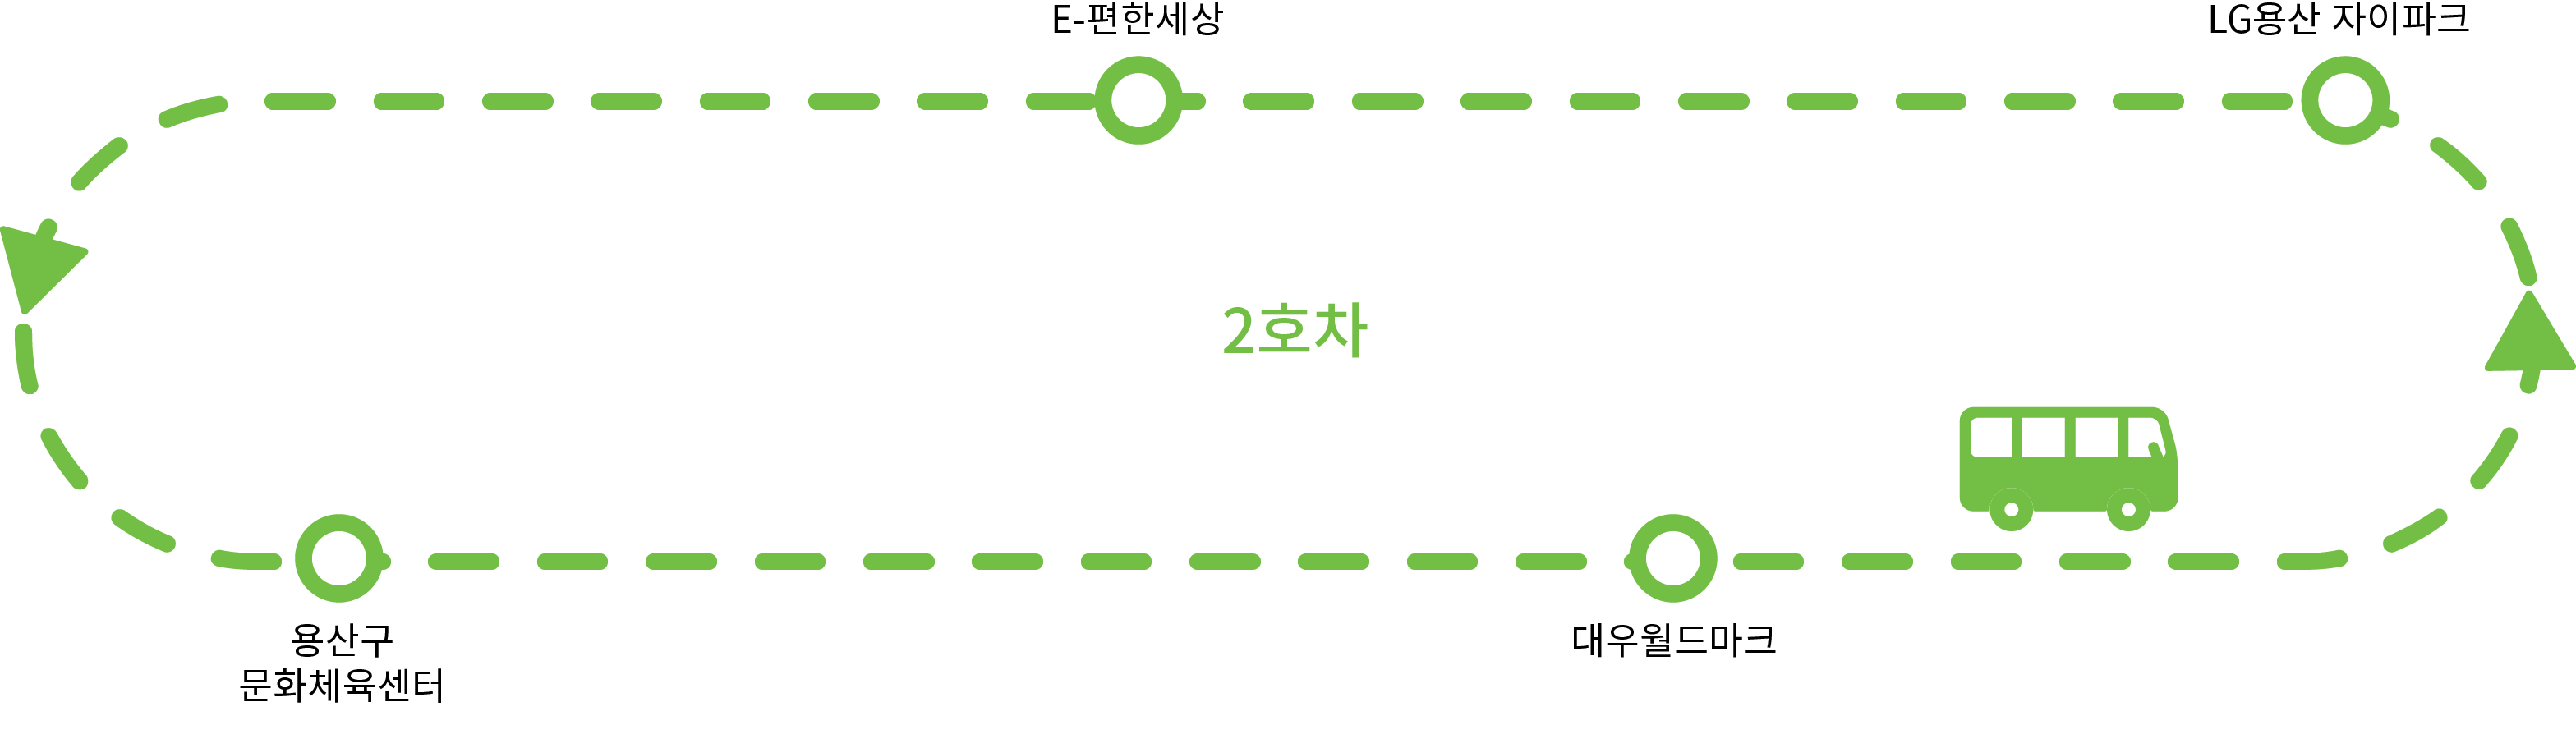 E-편한세상
LG용산 자이파크
2호차
용산구
문화체육센터
대우월드마크